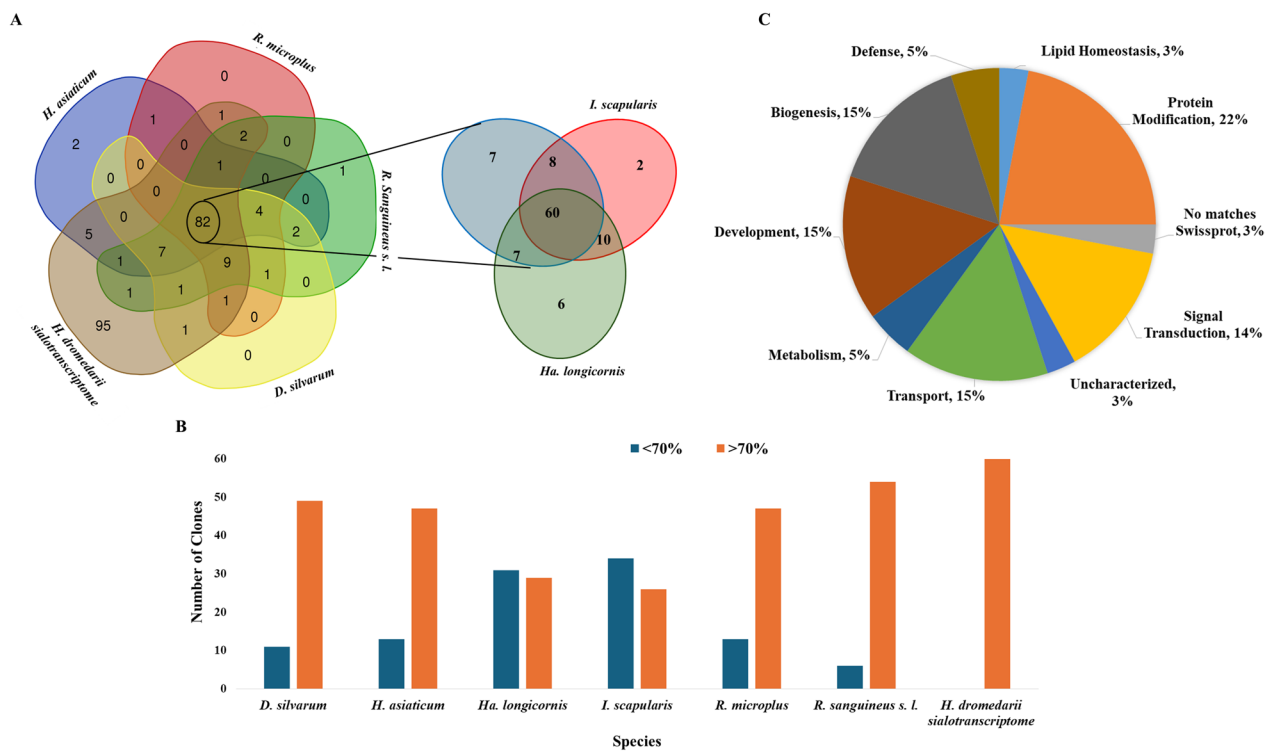 A
R. microplus
H. asiaticum
R. Sanguineus s. l.
H. dromedarii
sialotranscriptome
D. silvarum
0
1
1
2
0
0
2
1
0
1
0
0
0
0
4
0
82
2
5
7
1
9
1
0
1
1
1
0
95
1
0
I. scapularis
7
8
2
60
7
10
6
Ha. longicornis
C
Defense, 5%
Lipid Homeostasis, 3%
Biogenesis, 15%
Protein
Modification, 22%
No matches
Swissprot, 3%
Development, 15%
Signal
Transduction, 14%
Metabolism, 5%
Transport, 15%
Uncharacterized,
3%
B
<70%
>70%
Number of Clones
60
50
40
30
20
10
0
D. silvarum
H. asiaticum
Ha. longicornis
I. scapularis
R. microplus
R. sanguineus s. l.
H. dromedarii
sialotranscriptome
Species